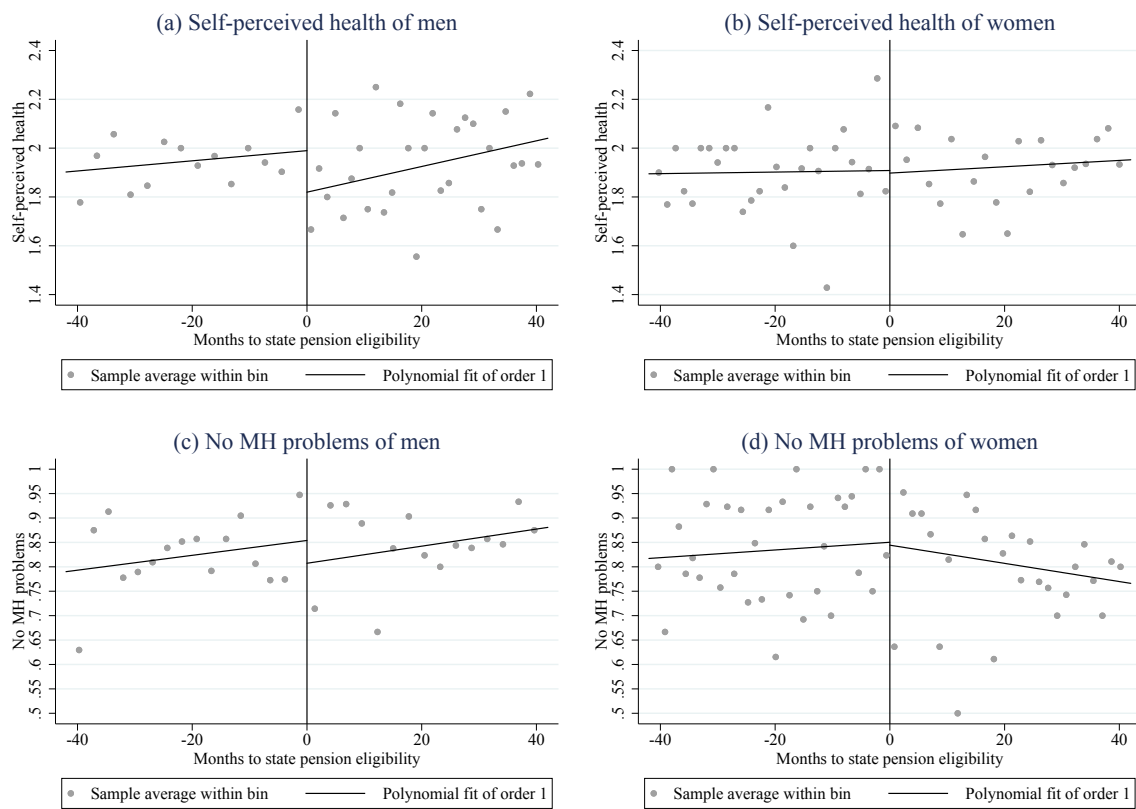 (a) Self-perceived health of men
Self-perceived health
2.4
2.2
2
1.8
1.6
1.4
-40 -20 0 20 40
Months to state pension eligibility
Sample average within bin Polynomial fit of order 1
(b) Self-perceived health of women
Self-perceived health
2.4
2.2
2
1.8
1.6
1.4
-40 -20 0 20 40
Months to state pension eligibility
Sample average within bin Polynomial fit of order 1
(c) No MH problems of men
No MH problems
1
.95
.9
.85
.8
.75
.7
.65
.6
.55
.5
-40 -20 0 20 40
Months to state pension eligibility
Sample average within bin Polynomial fit of order 1
(d) No MH problems of women
No MH problems
1
.95
.9
.85
.8
.75
.7
.65
.6
.55
.5
-40 -20 0 20 40
Months to state pension eligibility
Sample average within bin Polynomial fit of order 1